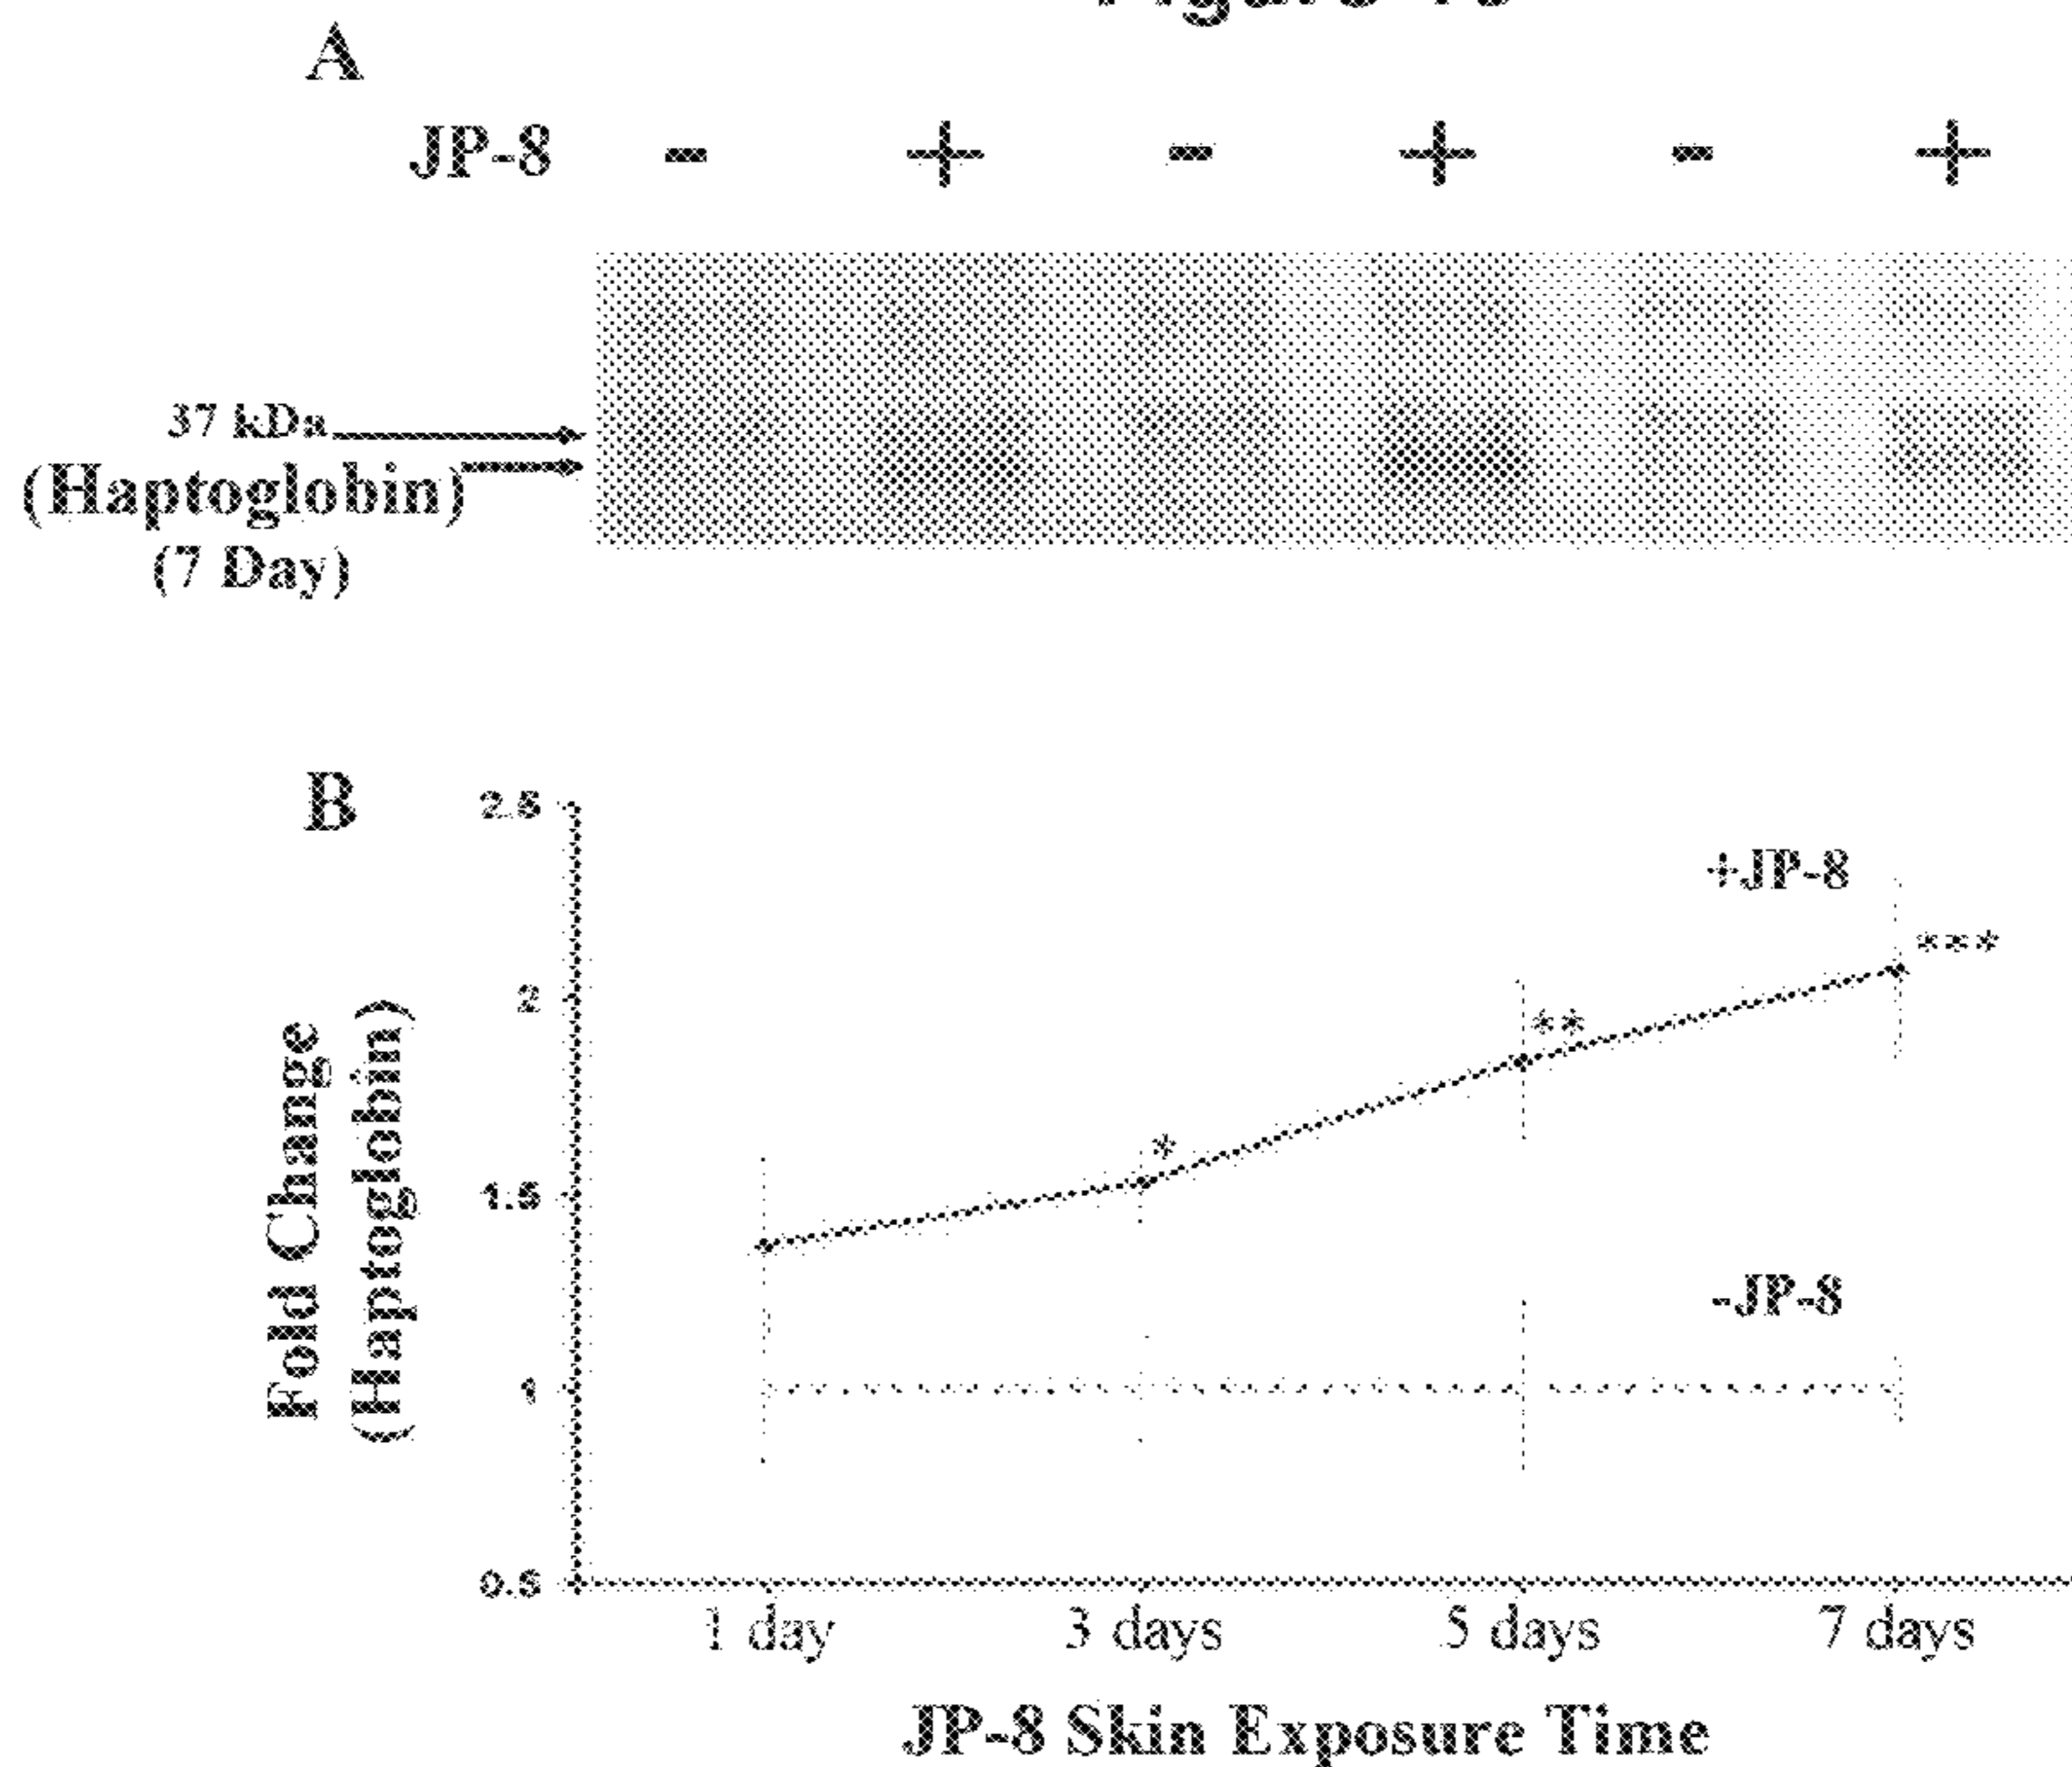 A
JP-8 - + - + - +
37 kDa
(Haptoglobin)
(7 Day)
B
2.5
+JP-8
***
2
**
Fold Change
(Haptoglobin)
*
1.5
-JP-8
1
0.5
1 day 3 days 5 days 7 days
JP-8 Skin Exposure Time